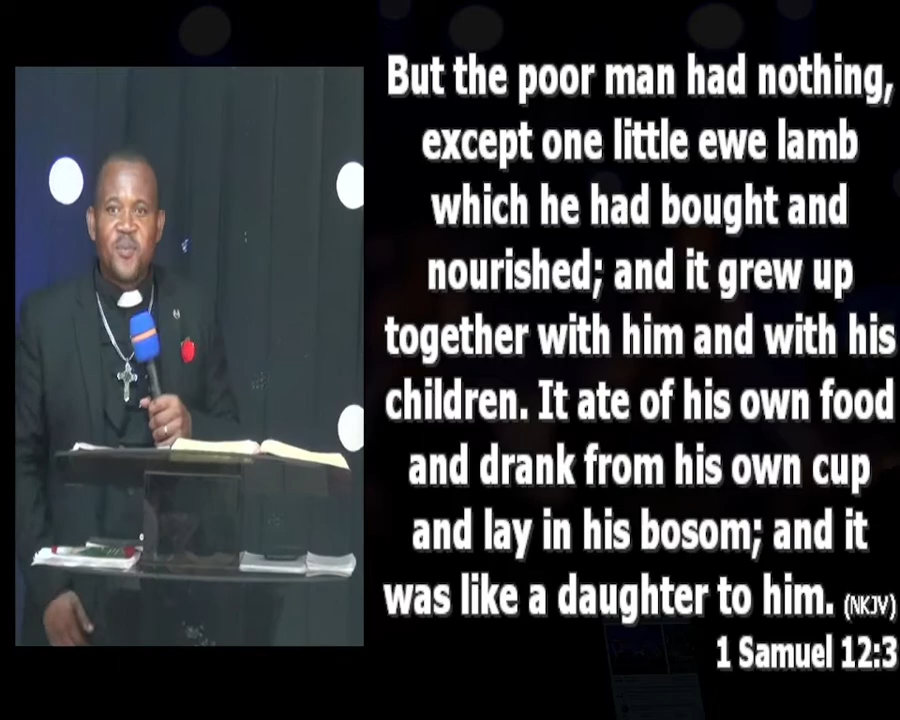 But the poor man had nothing,
except one little ewe lamb
which he had bought and
nourished; and it grew up
together with him and with his
children. It ate of his own food
and drank from his own cup
and lay in his bosom; and it
was like a daughter to him. (NKJV)
1 Samuel 12:3